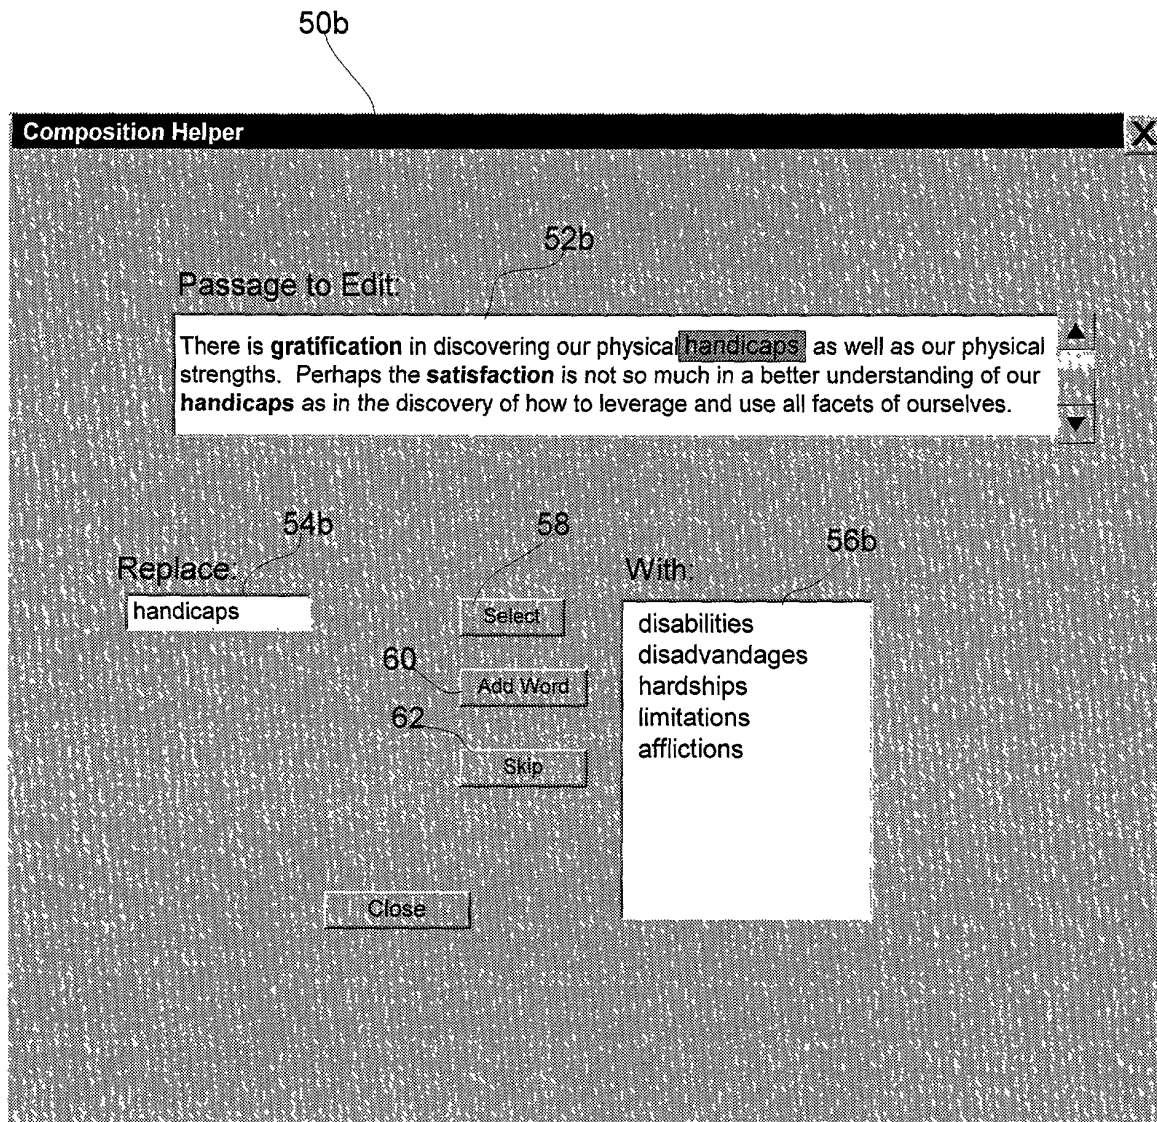 50b
Composition Helper X
52b
Passage to Edit:
There is gratification in discovering our physical handicaps as well as our physical
strengths. Perhaps the satisfaction is not so much in a better understanding of our
handicaps as in the discovery of how to leverage and use all facets of ourselves.
54b
58
56b
Replace:
With:
handicaps
Select
disabilities
disadvandages
60
Add Word
hardships
62
limitations
Skip
afflictions
Close